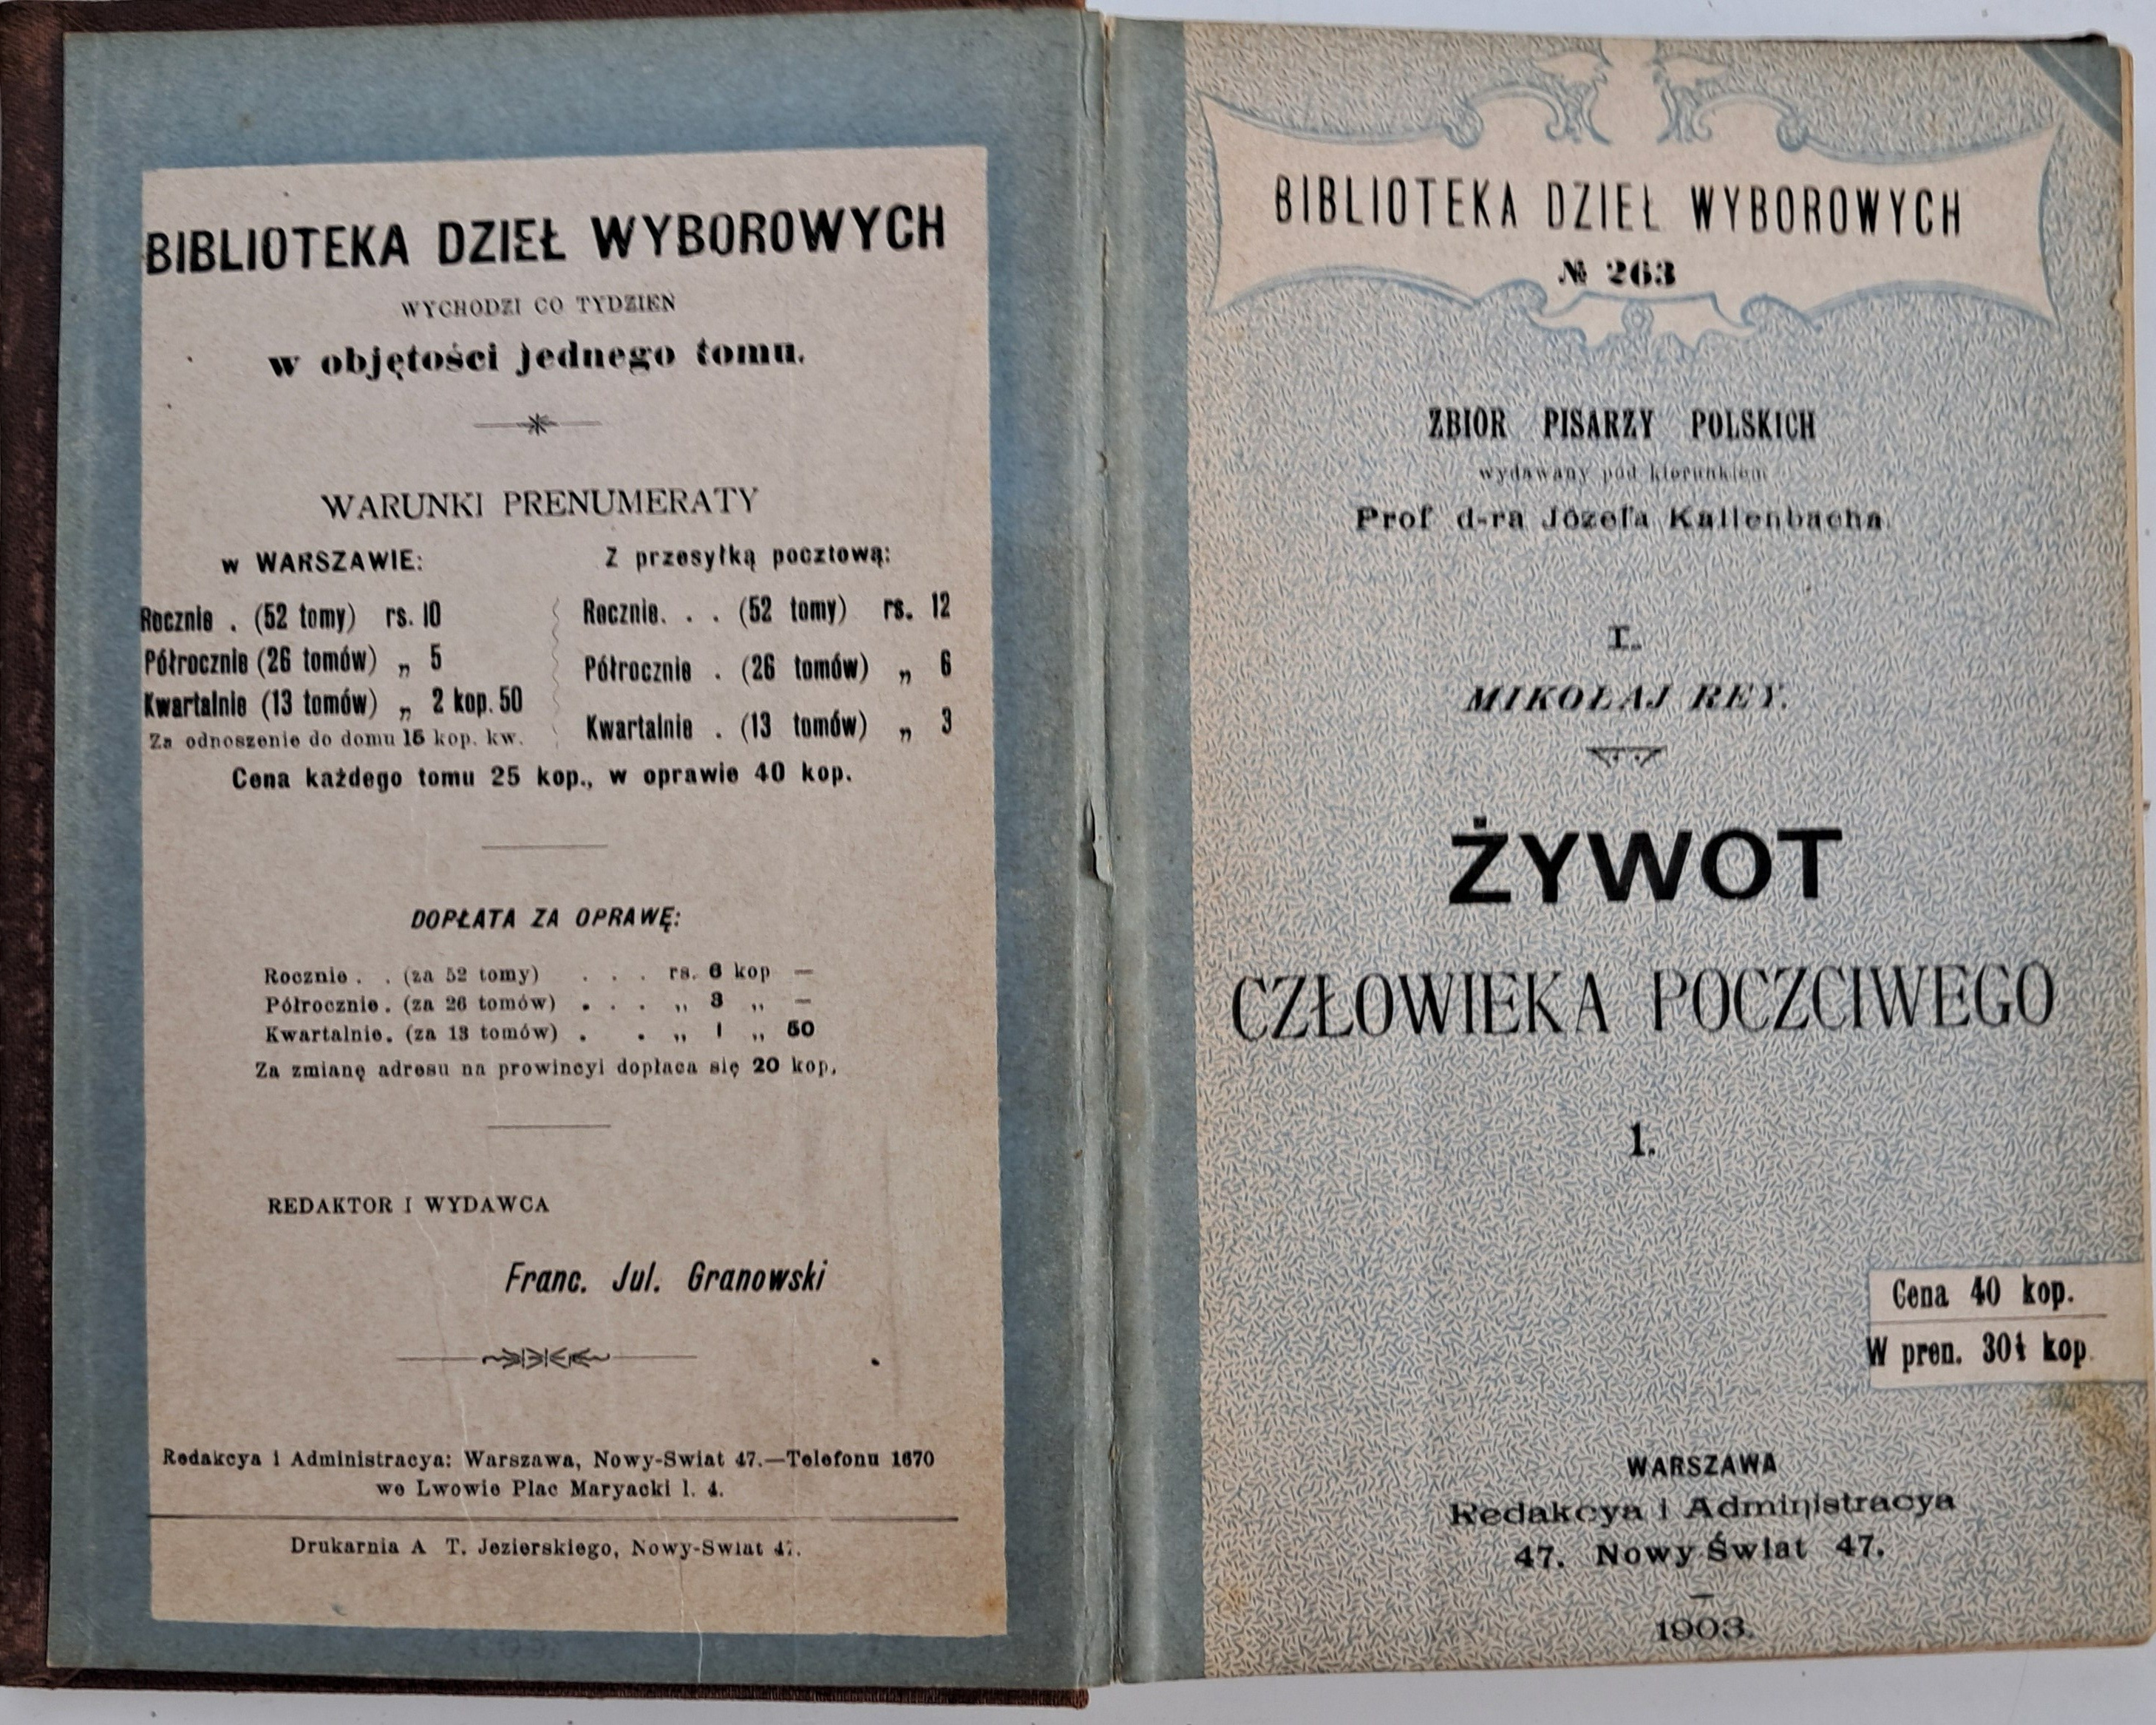 BIBLIOTEKA DZIEŁ WYBOROWYCH
WYCHODZI CO TYDZIEŃ
w objętości jednego tomu.
WARUNKI PRENUMERATY
w WARSZAWIE:
Rocznie . (52 tomy) rs. 10
Półrocznie (26 tomów) „ 5
Kwartalnie (13 tomów) „ 2 kop. 50
Za odnoszenie do domu 15 kop. kw.
Z przesyłką pocztową:
Rocznie. . . (52 tomy) rs. 12
Półrocznie . (26 tomów) „ 6
Kwartalnie . (13 tomów) „ 3
Cena każdego tomu 25 kop., w oprawie 40 kop.
DOPŁATA ZA OPRAWĘ:
Rocznie . . (za 52 tomy) . . . rs. 6 kop —
Półrocznie . (za 26 tomów) . . . „ 3 „ —
Kwartalnie. (za 13 tomów) . . „ 1 „ 50
Za zmianę adresu na prowincyi dopłaca się 20 kop.
REDAKTOR I WYDAWCA
Franc. Jul. Granowski
Redakcya i Administracya: Warszawa, Nowy-Swiat 47.—Telefonu 1670
we Lwowie Plac Maryacki l. 4.
Drukarnia A T. Jezierskiego, Nowy-Swiat 47.
BIBLIOTEKA DZIEŁ WYBOROWYCH
№ 263
ZBIOR PISARZY POLSKICH
wydawany pod kierunkiem
Prof d-ra Józefa Kallenbacha
I.
MIKOŁAJ REY.
ŻYWOT
CZŁOWIEKA POCZCIWEGO
1.
Cena 40 kop.
W pren. 30¾ kop
WARSZAWA
Redakcya i Administracya
47. Nowy Świat 47.
1903.